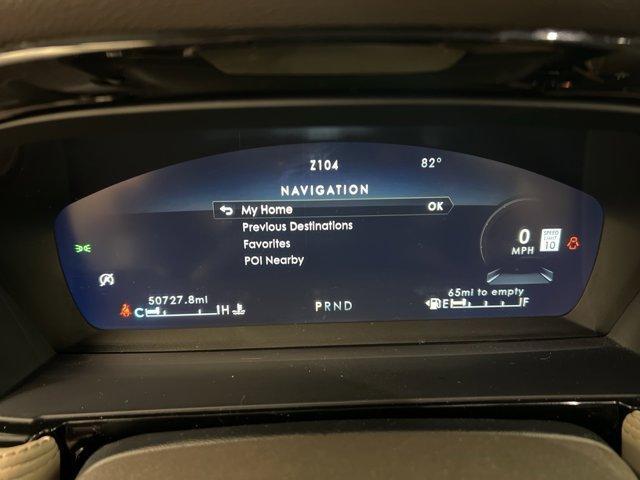 Z104 82°
NAVIGATION
My Home OK
Previous Destinations
Favorites
POI Nearby
0
MPH
SPEED
LIMIT
10
50727.8mi
C H
PRND
65mi to empty
E F